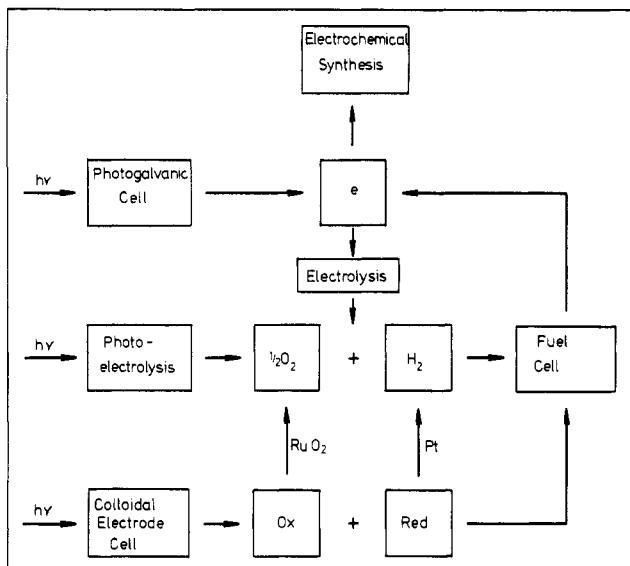 Electrochemical
Synthesis
hν
Photogalvanic
Cell
e
Electrolysis
hν
Photo-
electrolysis
½O₂
+
H₂
Fuel
Cell
RuO₂
Pt
hν
Colloidal
Electrode
Cell
Ox
+
Red